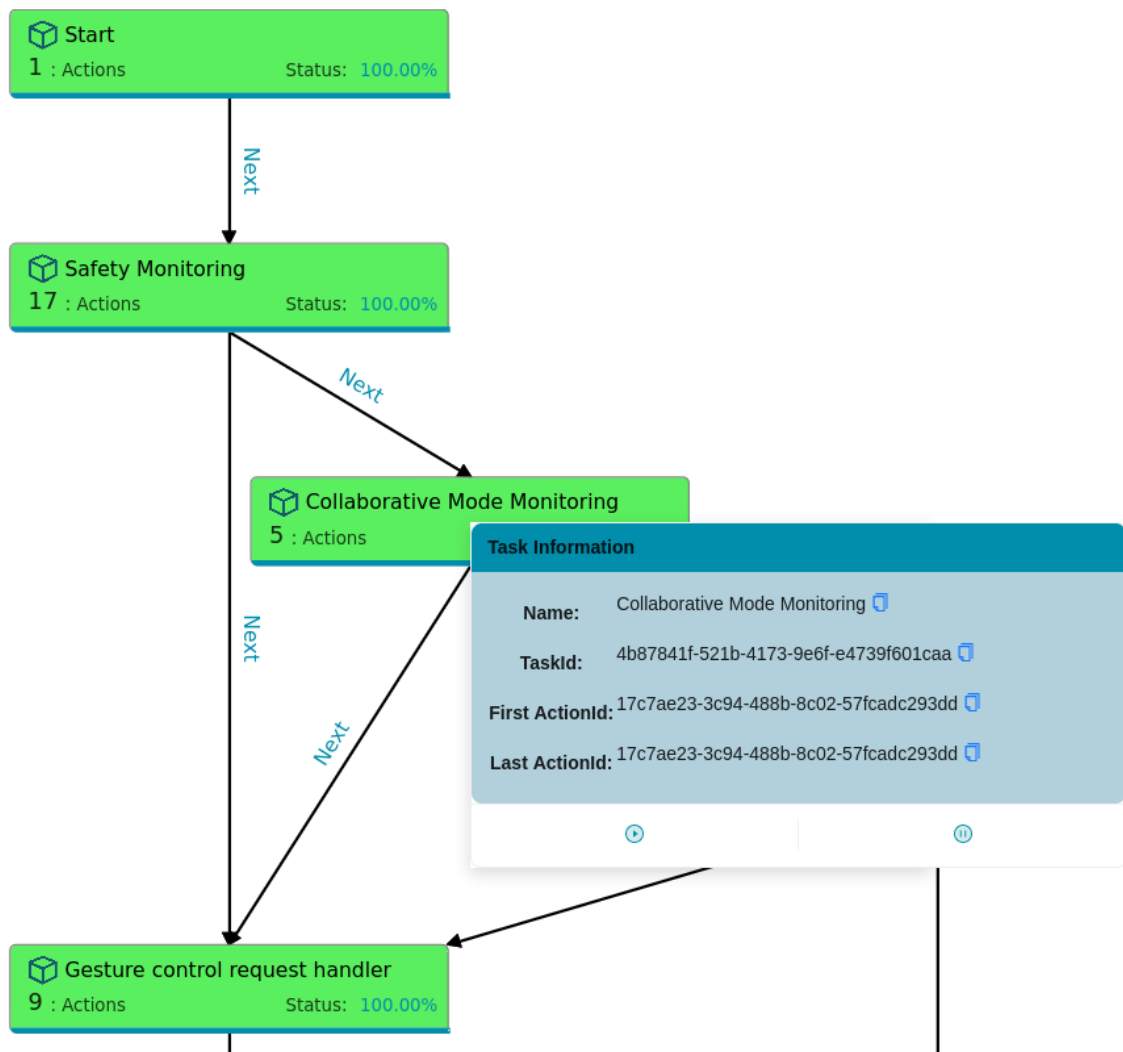 Start
1 : Actions Status: 100.00%
Next
Safety Monitoring
17 : Actions Status: 100.00%
Next
Collaborative Mode Monitoring
5 : Actions
Task Information
Name: Collaborative Mode Monitoring
TaskId: 4b87841f-521b-4173-9e6f-e4739f601caa
First ActionId: 17c7ae23-3c94-488b-8c02-57fcadc293dd
Last ActionId: 17c7ae23-3c94-488b-8c02-57fcadc293dd
Next
Next
Gesture control request handler
9 : Actions Status: 100.00%